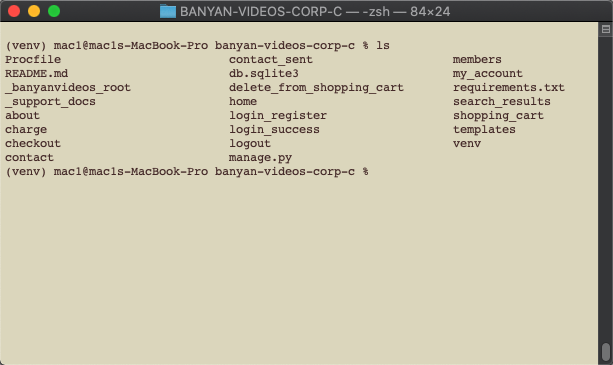 BANYAN-VIDEOS-CORP-C — -zsh — 84×24
(venv) mac1@mac1s-MacBook-Pro banyan-videos-corp-c % ls
Procfile contact_sent members
README.md db.sqlite3 my_account
_banyanvideos_root delete_from_shopping_cart requirements.txt
_support_docs home search_results
about login_register shopping_cart
charge login_success templates
checkout logout venv
contact manage.py
(venv) mac1@mac1s-MacBook-Pro banyan-videos-corp-c %